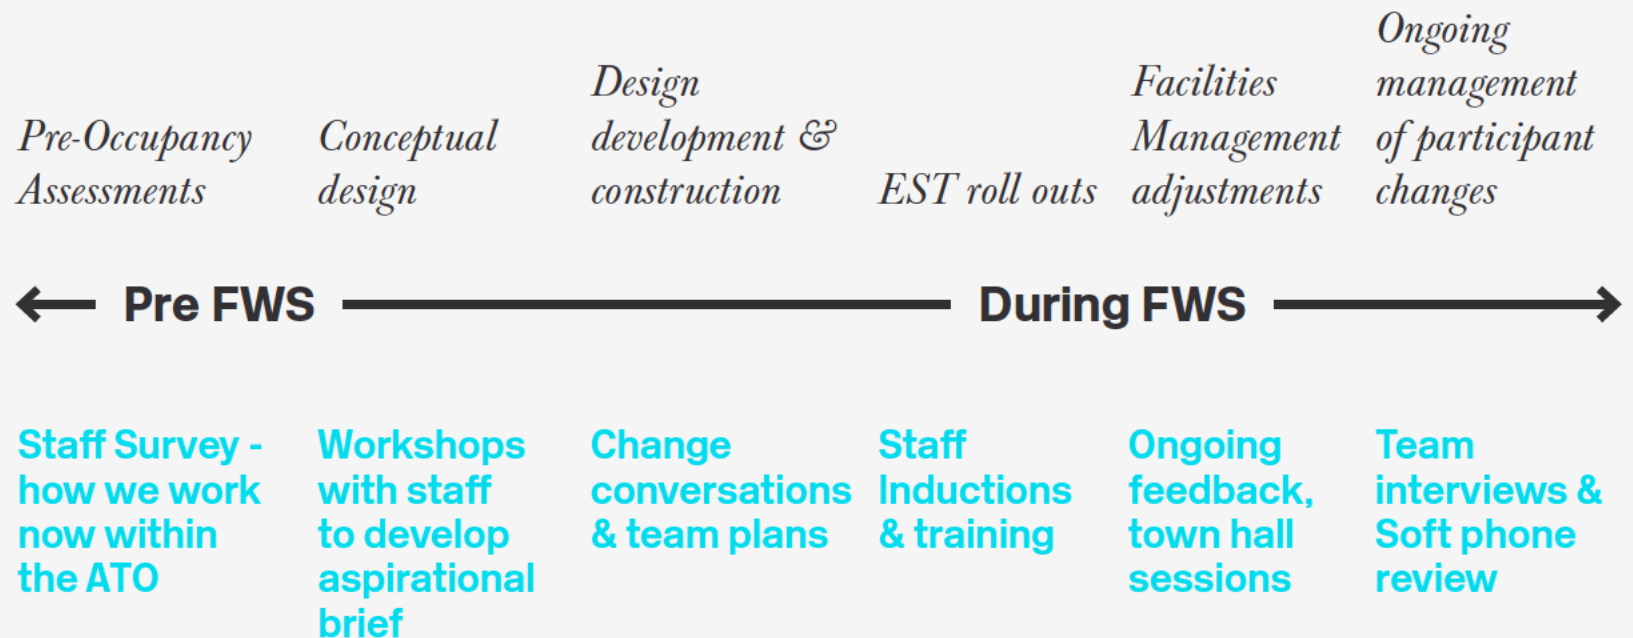 Pre-Occupancy
Assessments
Conceptual
design
Design
development &
construction
EST roll outs
Facilities
Management
adjustments
Ongoing
management
of participant
changes
Pre FWS
During FWS
Staff Survey -
how we work
now within
the ATO
Workshops
with staff
to develop
aspirational
brief
Change
conversations
& team plans
Staff
Inductions
& training
Ongoing
feedback,
town hall
sessions
Team
interviews &
Soft phone
review